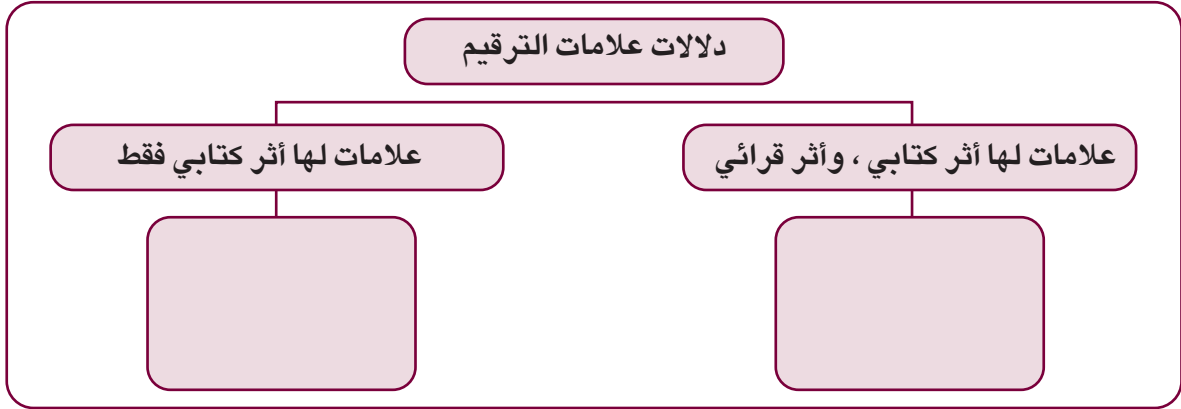 دلالات علامات الترقيم
علامات لها أثر كتابي ، وأثر قرائي
علامات لها أثر كتابي فقط